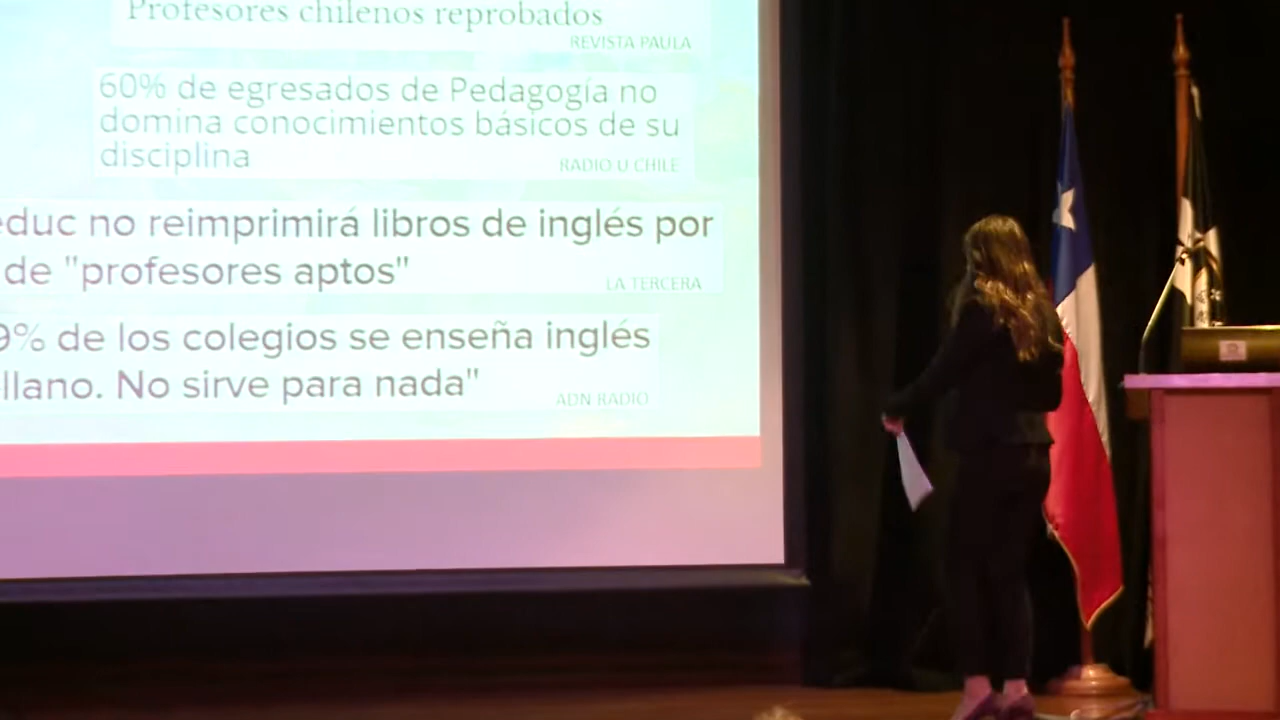 Profesores chilenos reprobados
REVISTA PAULA
60% de egresados de Pedagogía no
domina conocimientos básicos de su
disciplina
RADIO U CHILE
educ no reimprimirá libros de inglés por
de "profesores aptos"
LA TERCERA
9% de los colegios se enseña inglés
llano. No sirve para nada"
ADN RADIO